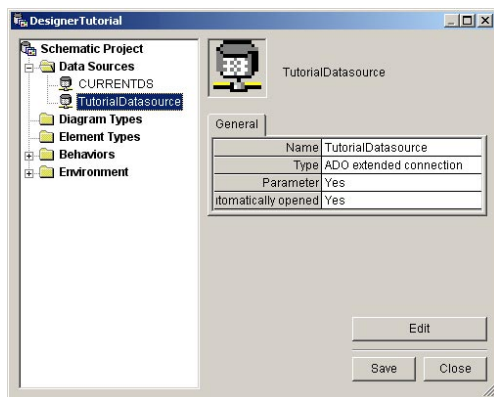 DesignerTutorial
Schematic Project
Data Sources
CURRENTDS
TutorialDatasource
Diagram Types
Element Types
Behaviors
Environment
TutorialDatasource
General
Name TutorialDatasource
Type ADO extended connection
Parameter Yes
itomatically opened Yes
Edit
Save Close